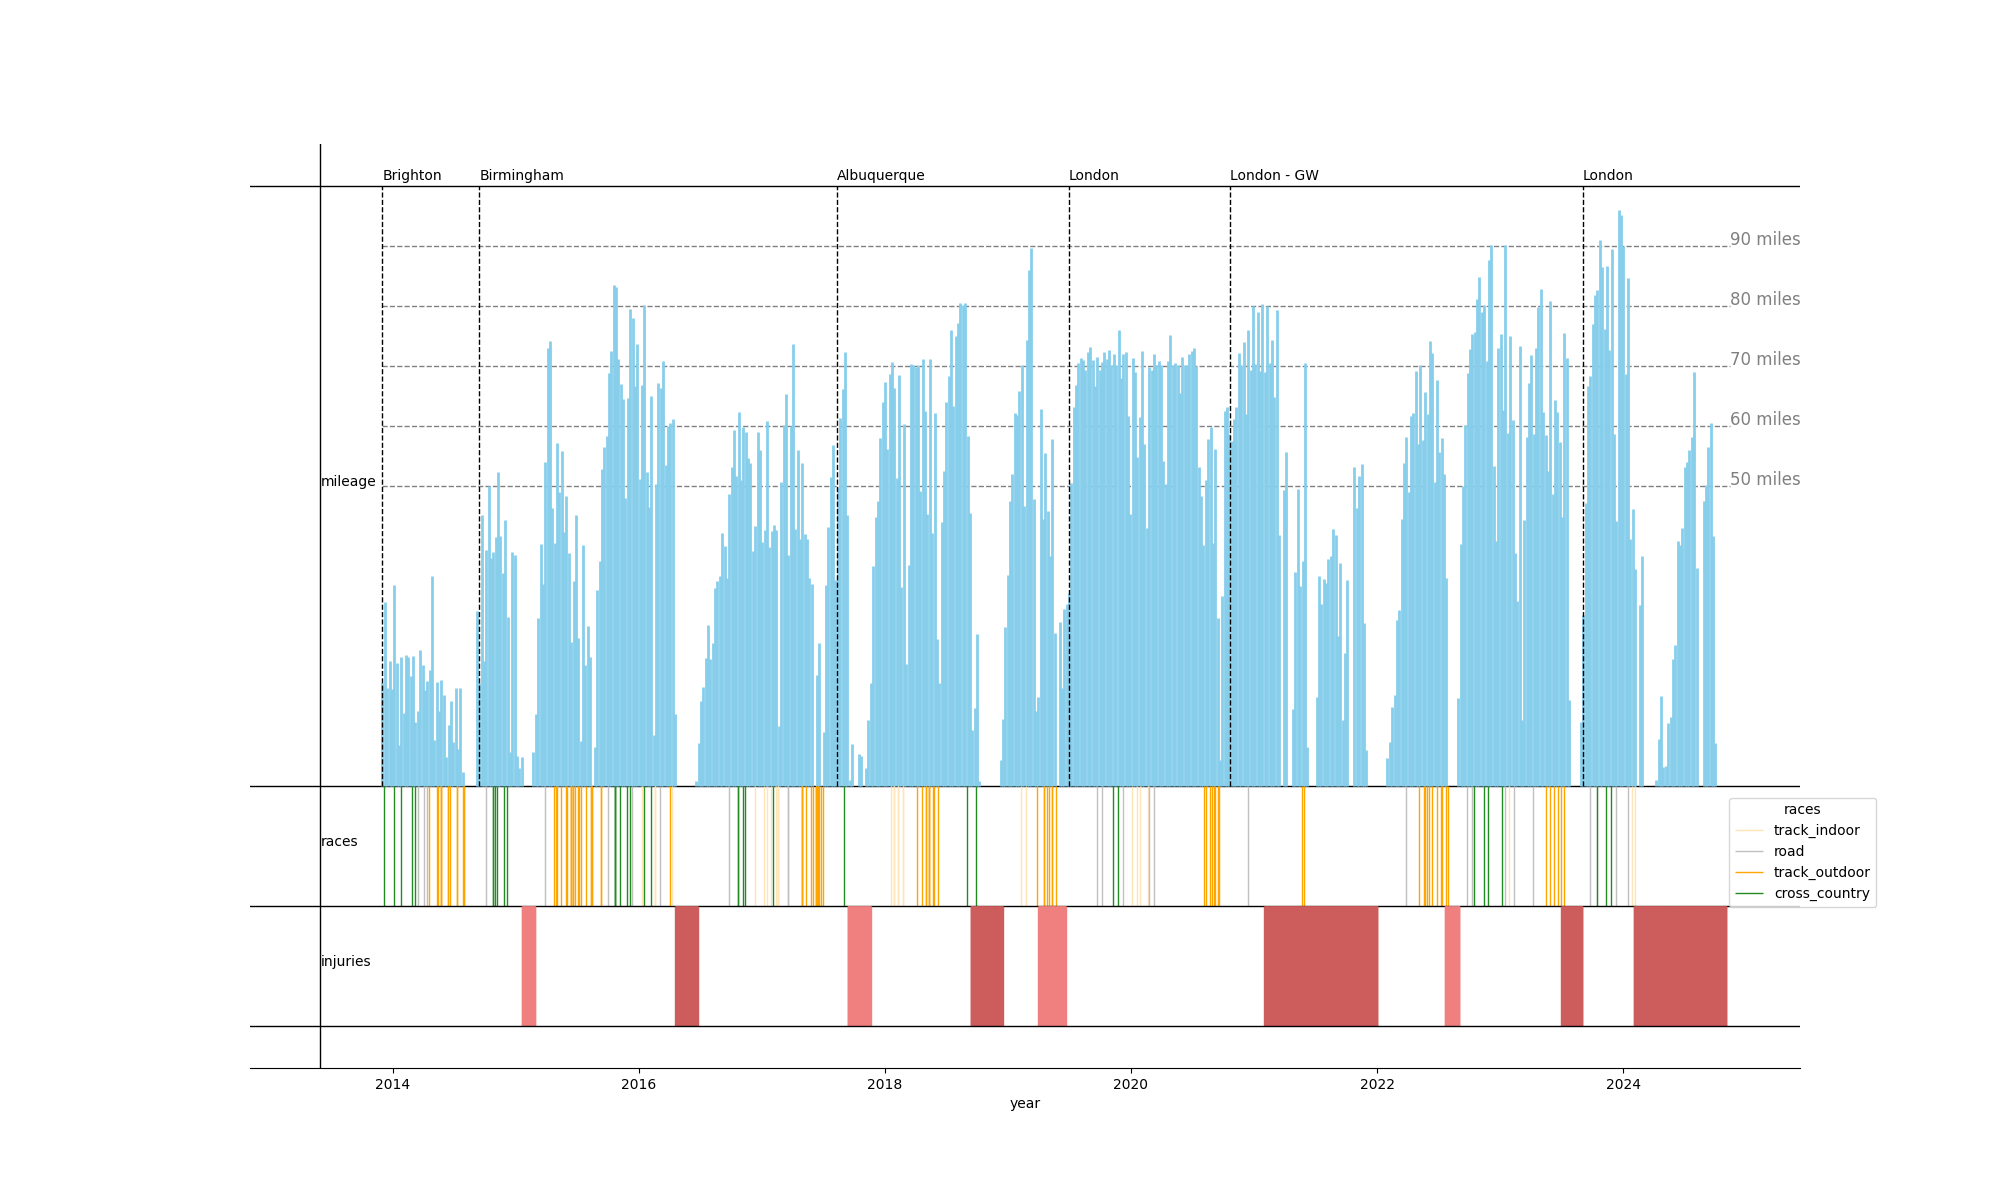 Brighton
Birmingham
Albuquerque
London
London - GW
London
90 miles
80 miles
70 miles
60 miles
50 miles
mileage
races
injuries
races
track_indoor
road
track_outdoor
cross_country
2014
2016
2018
2020
2022
2024
year